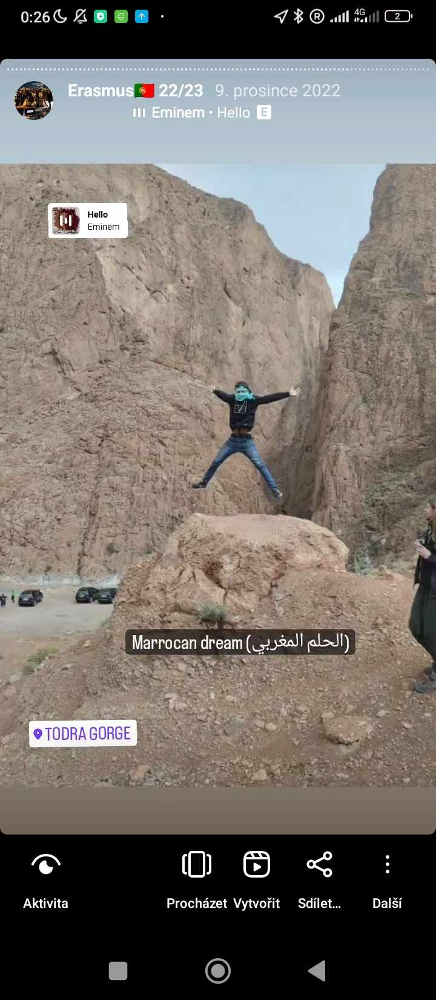 0:26
R
4G
2
Erasmus🇵🇹 22/23 9. prosince 2022
Eminem • Hello E
Hello
Eminem
Marrocan dream (الحلم المغربي)
TODRA GORGE
Aktivita
Procházet
Vytvořit
Sdílet...
Další